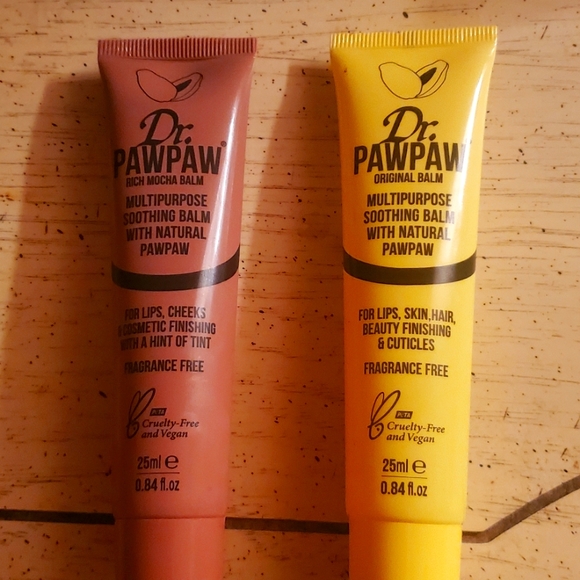 Dr.
PAWPAW
RICH MOCHA BALM
MULTIPURPOSE
SOOTHING BALM
WITH NATURAL
PAWPAW
FOR LIPS, CHEEKS
& COSMETIC FINISHING
WITH A HINT OF TINT
FRAGRANCE FREE
PETA
Cruelty-Free
and Vegan
25ml e
0.84 fl.oz
Dr.
PAWPAW
ORIGINAL BALM
MULTIPURPOSE
SOOTHING BALM
WITH NATURAL
PAWPAW
FOR LIPS, SKIN,HAIR,
BEAUTY FINISHING
& CUTICLES
FRAGRANCE FREE
PETA
Cruelty-Free
and Vegan
25ml e
0.84 fl.oz